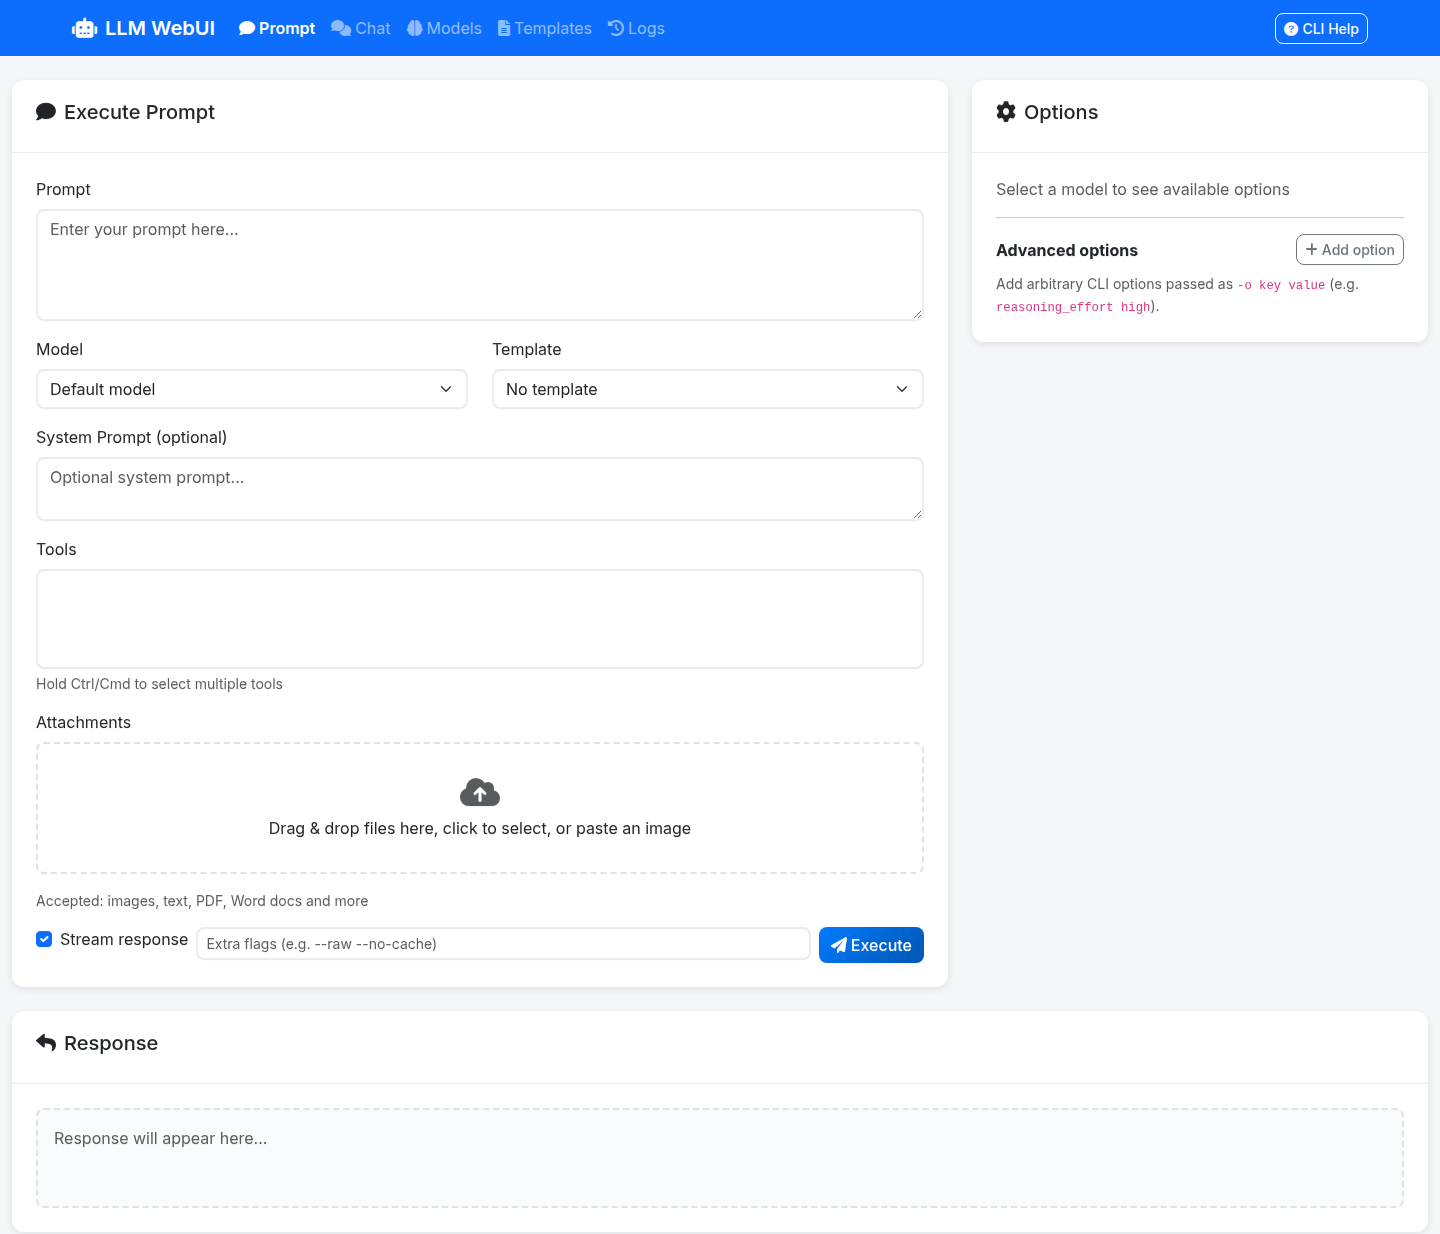 LLM WebUI
Prompt
Chat
Models
Templates
Logs
CLI Help
Execute Prompt
Prompt
Enter your prompt here...
Model
Template
Default model
No template
System Prompt (optional)
Optional system prompt...
Tools
Hold Ctrl/Cmd to select multiple tools
Attachments
Drag & drop files here, click to select, or paste an image
Accepted: images, text, PDF, Word docs and more
Stream response
Extra flags (e.g. --raw --no-cache)
Execute
Options
Select a model to see available options
Advanced options
Add option
Add arbitrary CLI options passed as -o key value (e.g.
reasoning_effort high).
Response
Response will appear here...